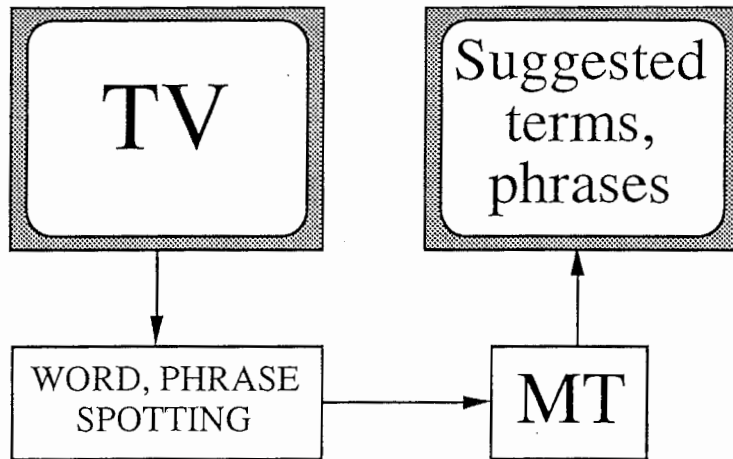 TV
Suggested
terms,
phrases
WORD, PHRASE
SPOTTING
MT